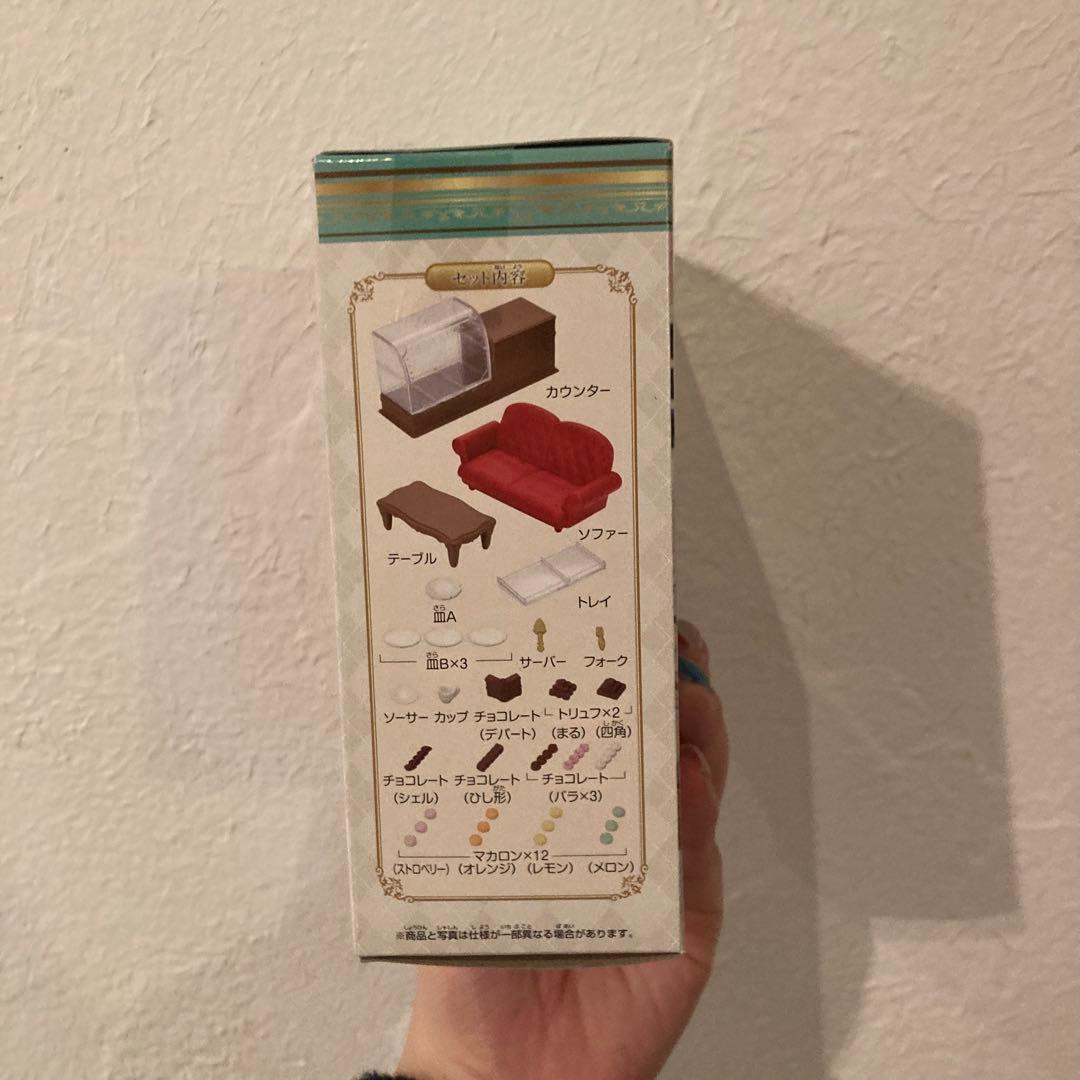 セット内容
カウンター
ソファー
テーブル
トレイ
皿A
皿B×3 サーバー フォーク
ソーサー カップ チョコレート トリュフ×2
(デパート) (まる) (四角)
チョコレート チョコレート チョコレート
(シェル) (ひし形) (バラ×3)
マカロン×12
(ストロベリー) (オレンジ) (レモン) (メロン)
※商品と写真は仕様が一部異なる場合があります。